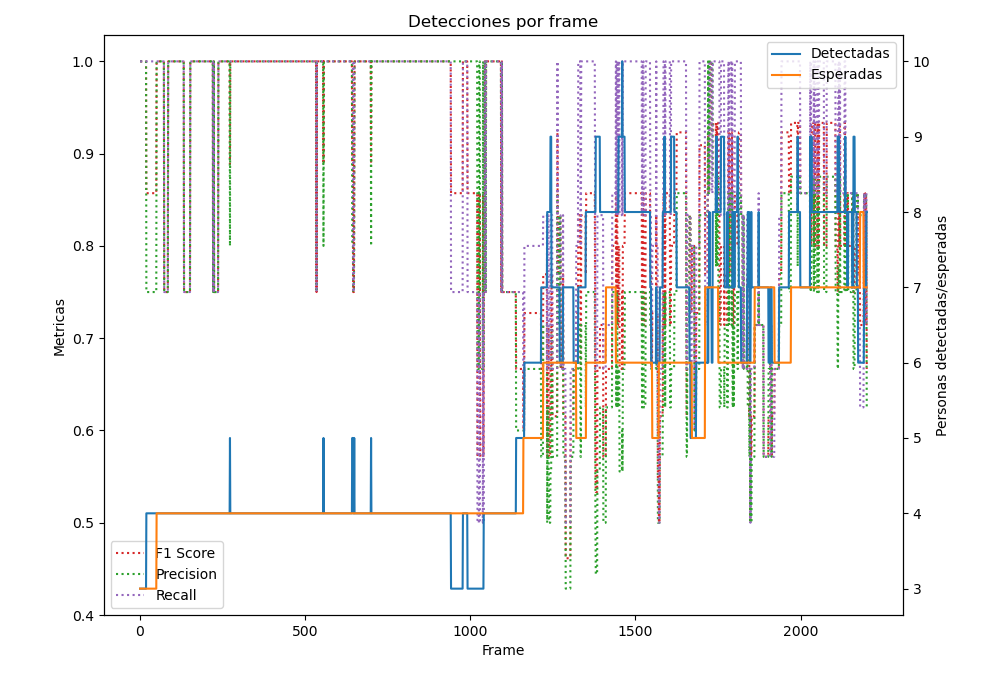 Detecciones por frame
Detectadas
Esperadas
Metricas
1.0
0.9
0.8
0.7
0.6
0.5
0.4
10
9
8
7
6
5
4
3
Personas detectadas/esperadas
F1 Score
Precision
Recall
0 500 1000 1500 2000
Frame